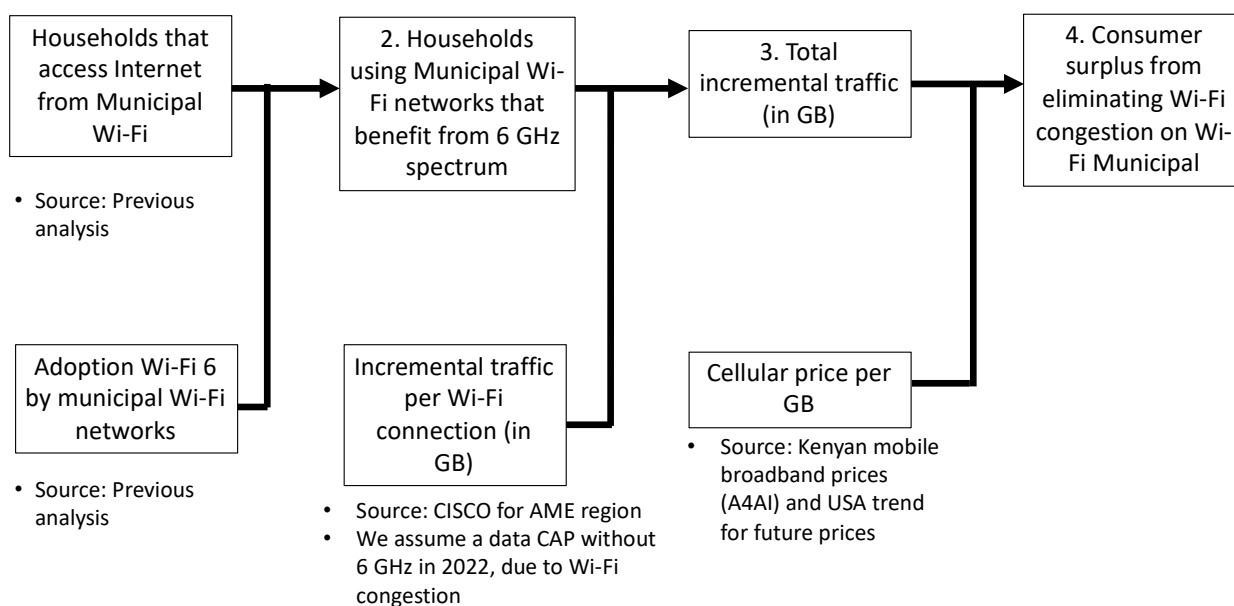 Households that
access Internet
from Municipal
Wi-Fi
• Source: Previous
analysis
2. Households
using Municipal Wi-
Fi networks that
benefit from 6 GHz
spectrum
3. Total
incremental traffic
(in GB)
4. Consumer
surplus from
eliminating Wi-Fi
congestion on Wi-
Fi Municipal
Adoption Wi-Fi 6
by municipal Wi-Fi
networks
• Source: Previous
analysis
Incremental traffic
per Wi-Fi
connection (in
GB)
• Source: CISCO for AME region
• We assume a data CAP without
6 GHz in 2022, due to Wi-Fi
congestion
Cellular price per
GB
• Source: Kenyan mobile
broadband prices
(A4AI) and USA trend
for future prices